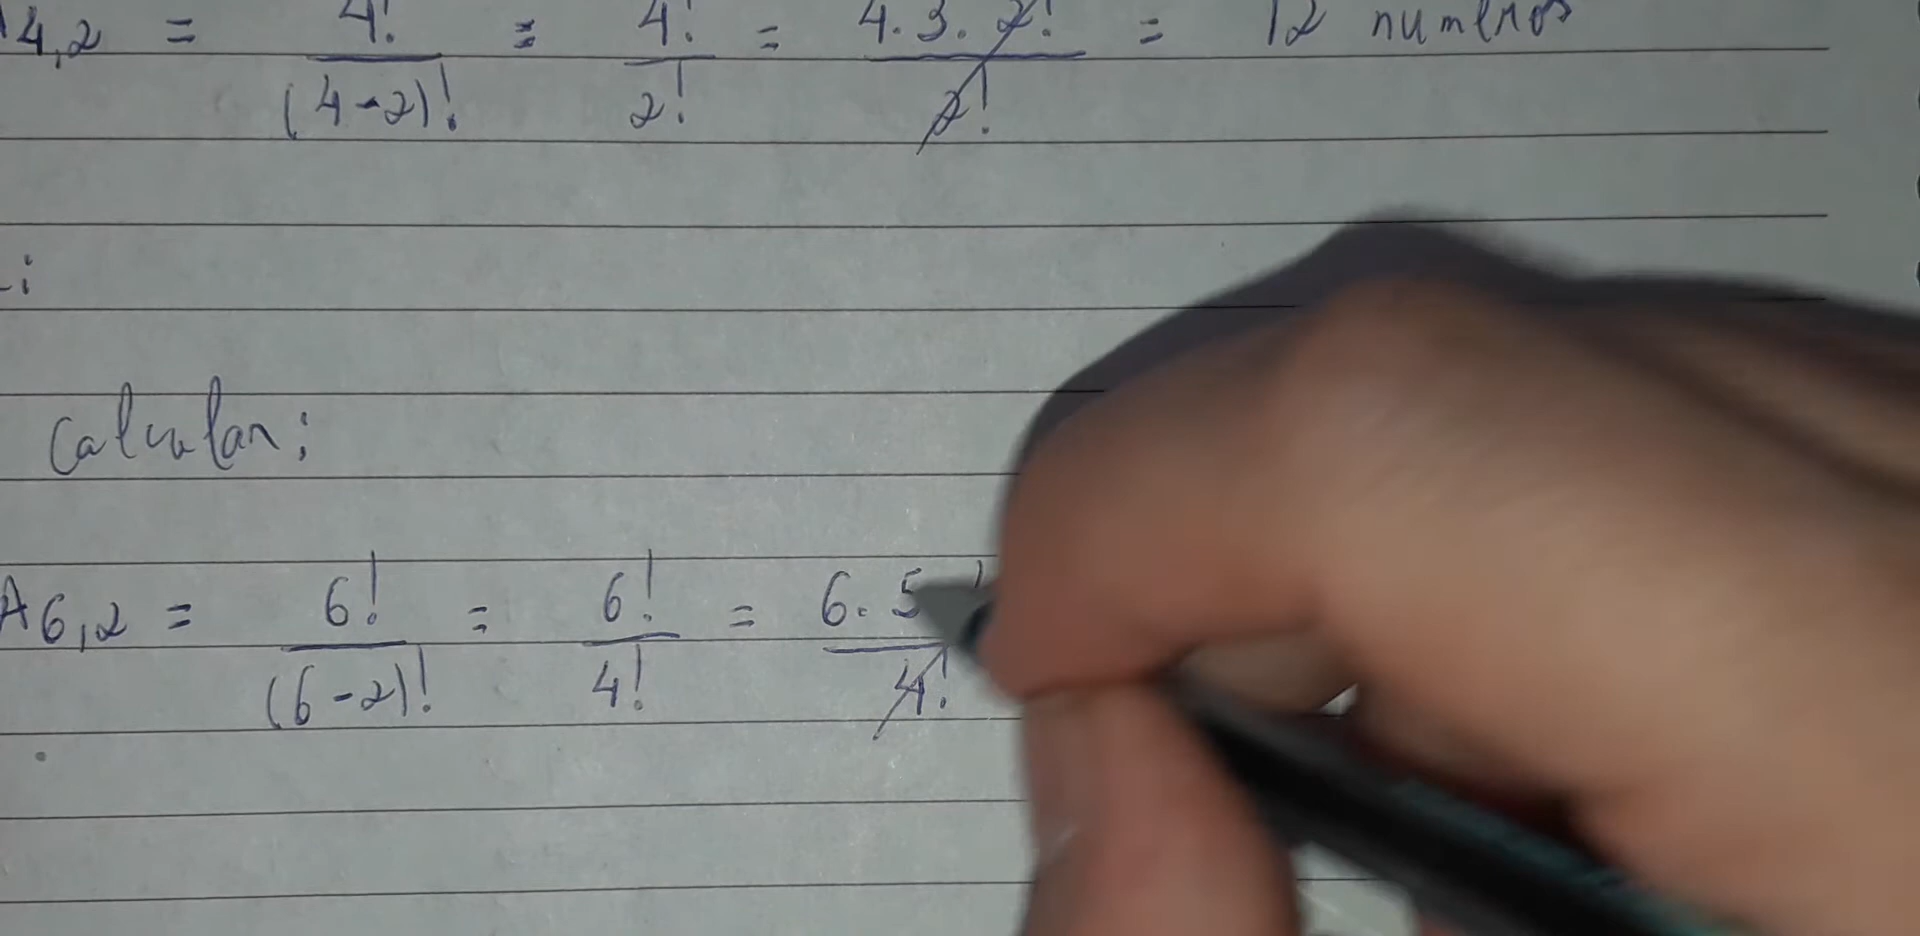 4,2 = 4!/(4-2)! = 4!/2! = 4.3.2!/2! = 12 numeros
i
Calcular:
A6,2 = 6!/(6-2)! = 6!/4! = 6.5/4!